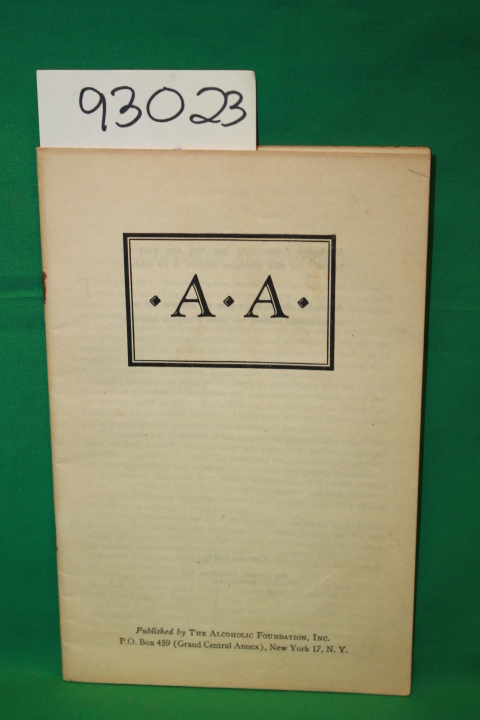 93023
·A·A·
Published by THE ALCOHOLIC FOUNDATION, INC.
P.O. Box 459 (Grand Central Annex), New York 17, N. Y.